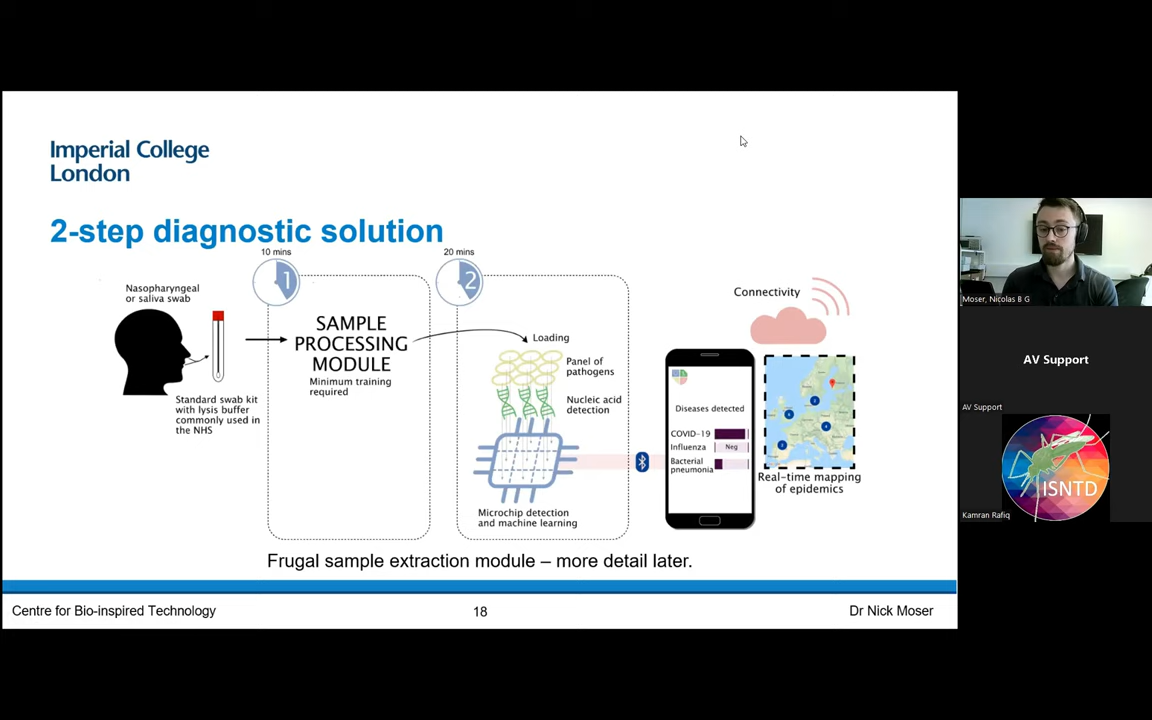 Imperial College
London
2-step diagnostic solution
10 mins
20 mins
1
2
Nasopharyngeal
or saliva swab
Standard swab kit
with lysis buffer
commonly used in
the NHS
SAMPLE
PROCESSING
MODULE
Minimum training
required
Loading
Panel of
pathogens
Nucleic acid
detection
Microchip detection
and machine learning
Diseases detected
COVID-19
Influenza Neg
Bacterial
pneumonia
Connectivity
Real-time mapping
of epidemics
Frugal sample extraction module – more detail later.
Centre for Bio-inspired Technology
18
Dr Nick Moser
Moser, Nicolas B G
AV Support
AV Support
ISNTD
Kamran Rafiq